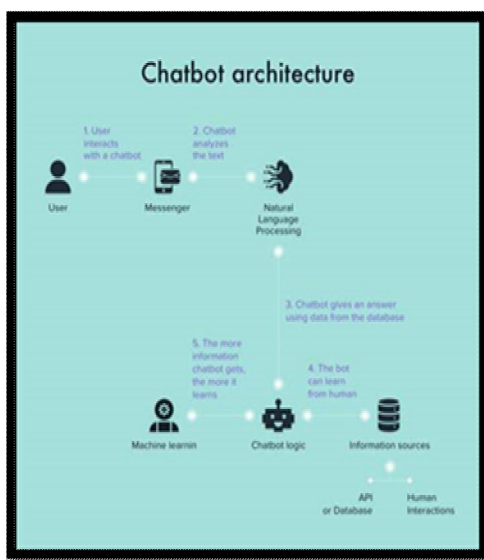 Chatbot architecture
1. User
interacts
with a chatbot
2. Chatbot
analyzes
the text
User
Messenger
Natural
Language
Processing
3. Chatbot gives an answer
using data from the database
5. The more
information
chatbot gets,
the more it
learns
4. The bot
can learn
from human
Machine learnin
Chatbot logic
Information sources
API
or Database
Human
Interactions